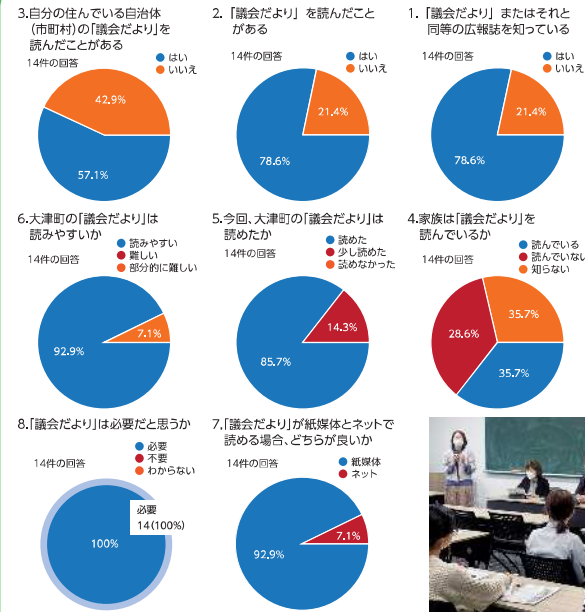 1.「議会だより」またはそれと
同等の広報誌を知っている
14件の回答
はい
いいえ
21.4%
78.6%
2.「議会だより」を読んだこと
がある
14件の回答
はい
いいえ
21.4%
78.6%
3.自分の住んでいる自治体
(市町村)の「議会だより」を
読んだことがある
14件の回答
はい
いいえ
42.9%
57.1%
4.家族は「議会だより」を
読んでいるか
14件の回答
読んでいる
読んでいない
知らない
35.7%
28.6%
35.7%
5.今回、大津町の「議会だより」は
読めたか
14件の回答
読めた
少し読めた
読めなかった
14.3%
85.7%
6.大津町の「議会だより」は
読みやすいか
14件の回答
読みやすい
難しい
部分的に難しい
7.1%
92.9%
7.「議会だより」が紙媒体とネットで
読める場合、どちらが良いか
14件の回答
紙媒体
ネット
7.1%
92.9%
8.「議会だより」は必要だと思うか
14件の回答
必要
不要
わからない
必要
14(100%)
100%